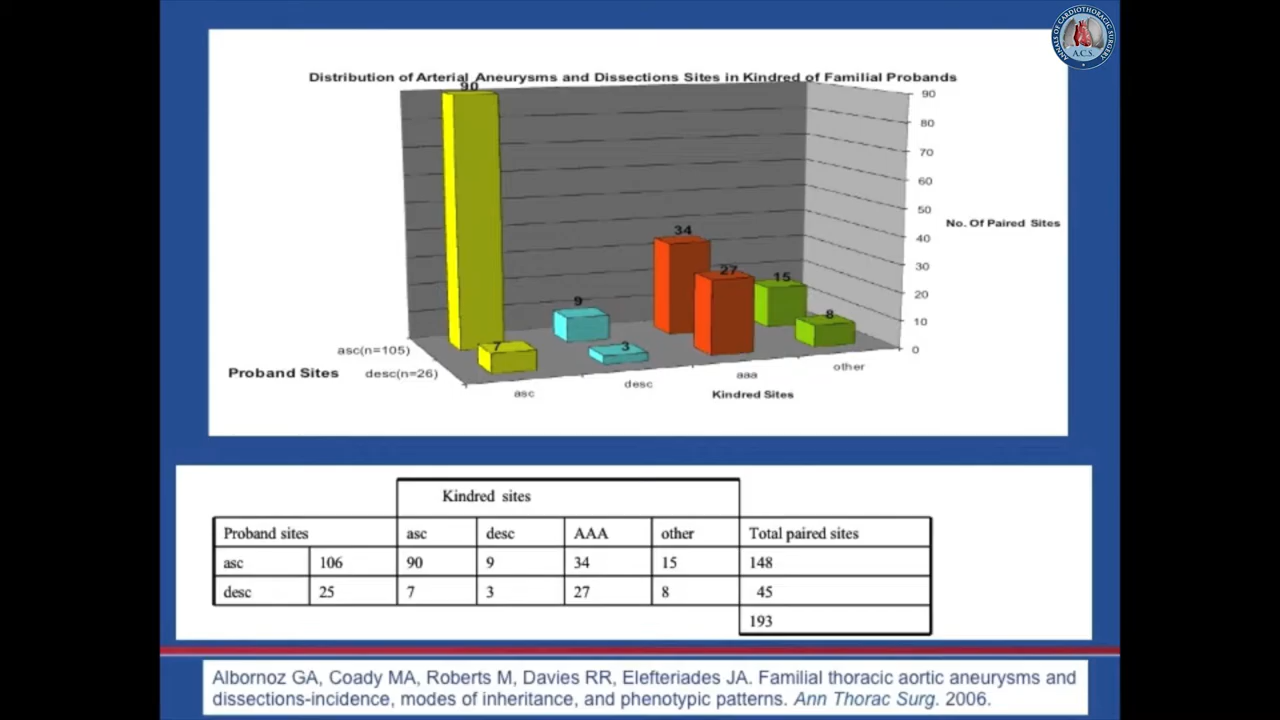 ANNALS OF CARDIOTHORACIC SURGERY
A.C.S.
Distribution of Arterial Aneurysms and Dissections Sites in Kindred of Familial Probands
90
90
80
70
60
50
No. Of Paired Sites
40
34
30
27
15
20
9
8
10
7
3
0
asc(n=105)
Proband Sites desc(n=26)
other
aaa
desc
asc
Kindred Sites
Kindred sites
Proband sites asc desc AAA other Total paired sites
asc 106 90 9 34 15 148
desc 25 7 3 27 8 45
193
Albornoz GA, Coady MA, Roberts M, Davies RR, Elefteriades JA. Familial thoracic aortic aneurysms and
dissections-incidence, modes of inheritance, and phenotypic patterns. Ann Thorac Surg. 2006.